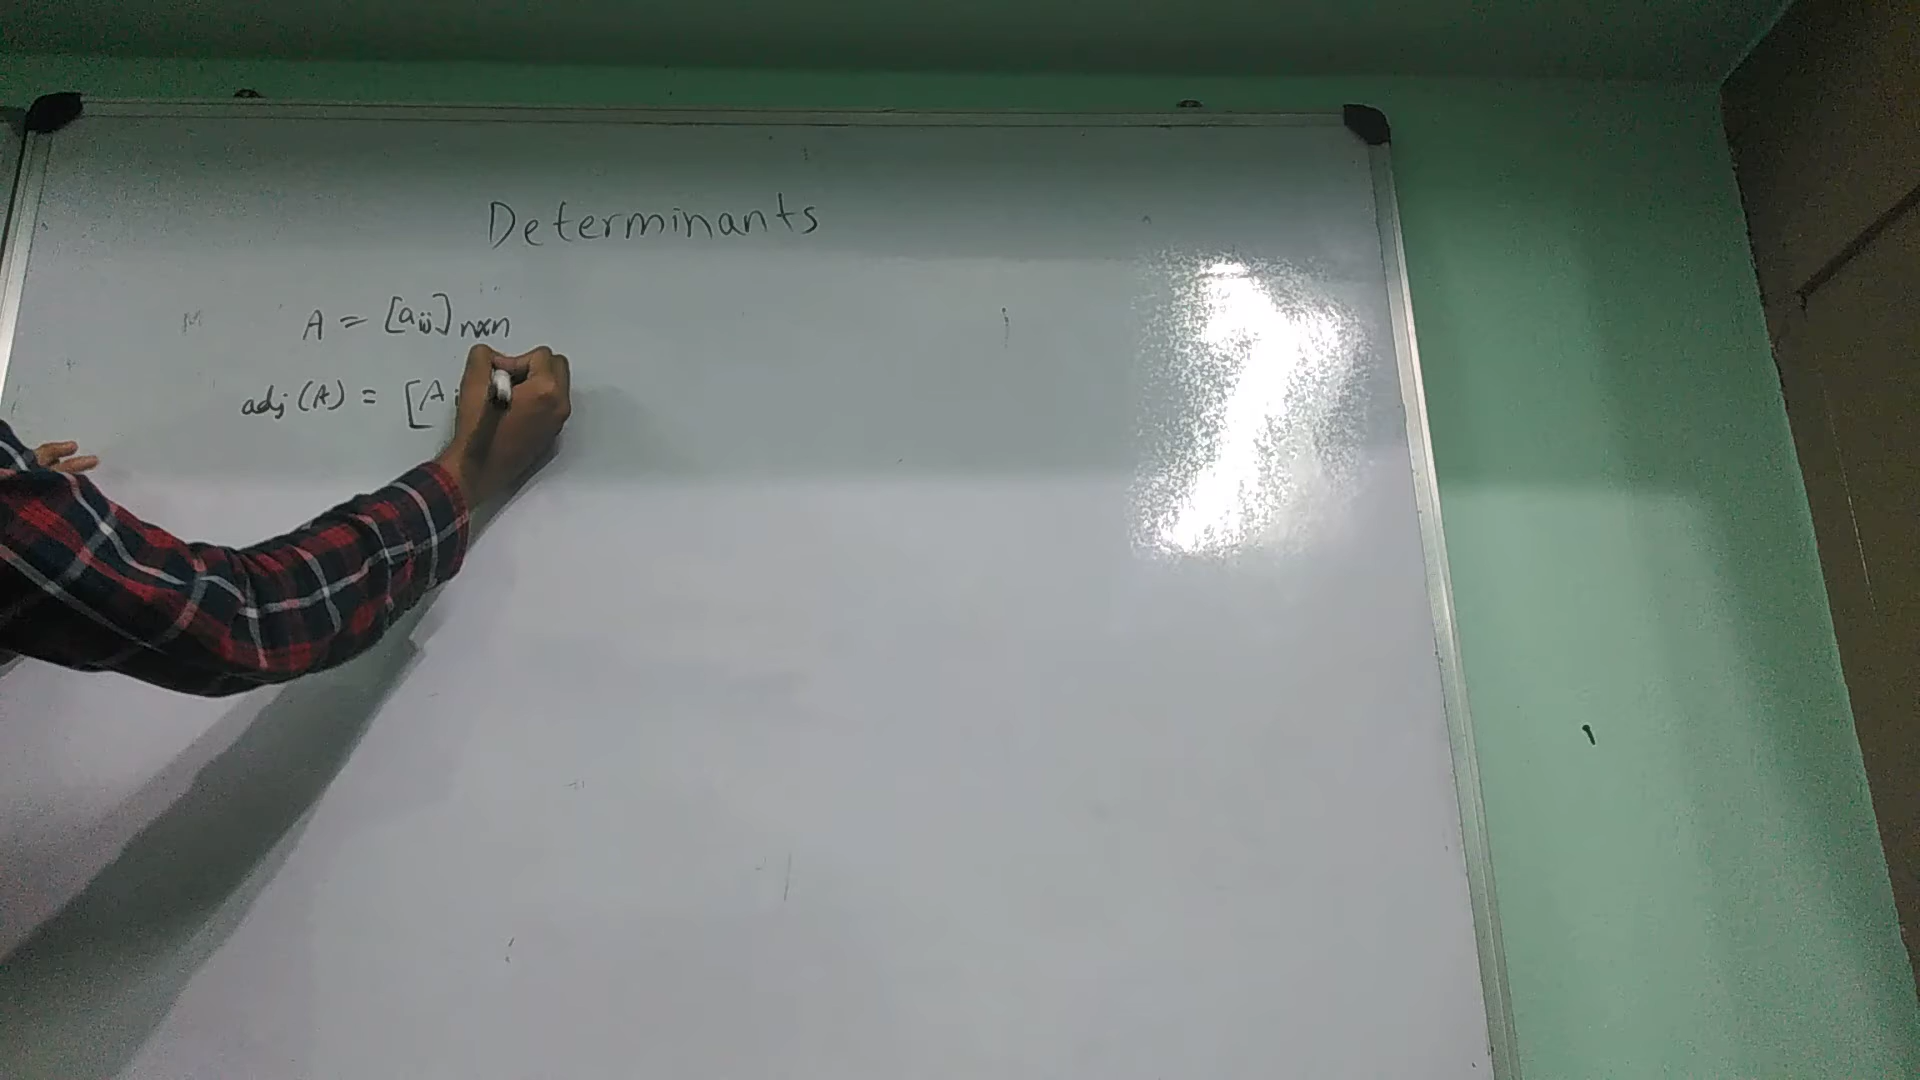 Determinants
A = [aij]n×n
adj(A) = [A